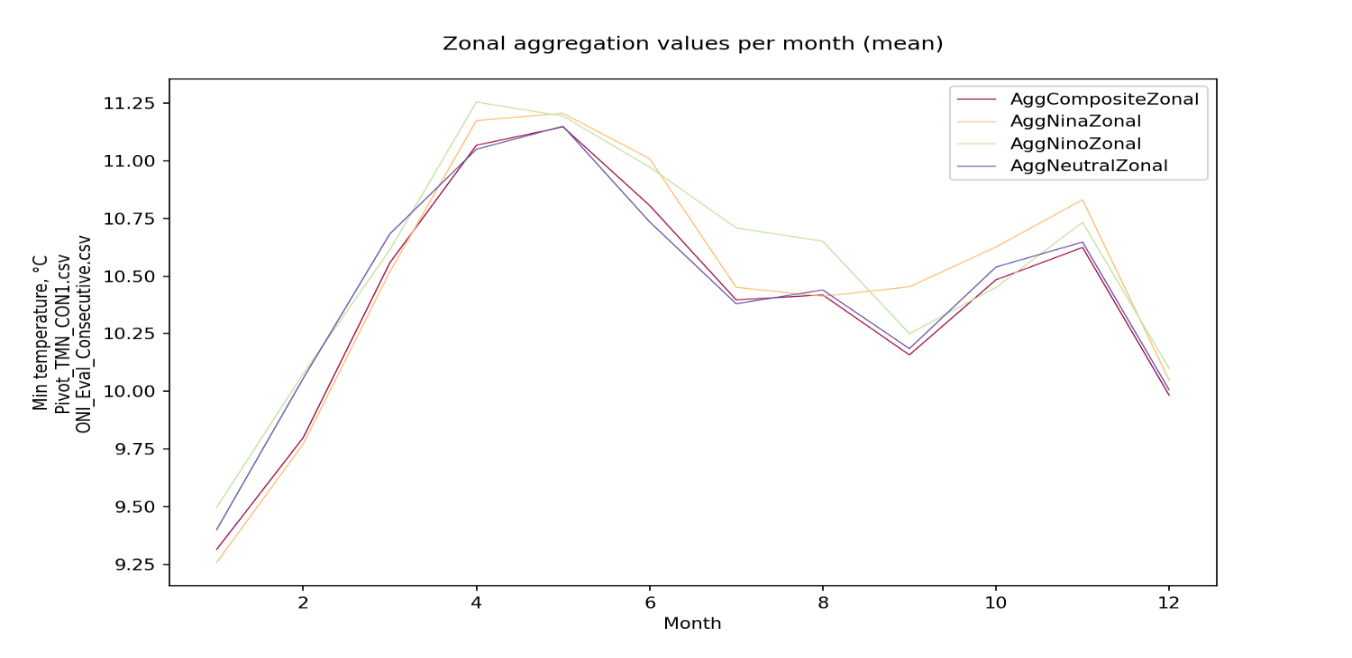 Zonal aggregation values per month (mean)
Min temperature, °C
Pivot_TMN_CON1.csv
ONI_Eval_Consecutive.csv
11.25
11.00
10.75
10.50
10.25
10.00
9.75
9.50
9.25
AggCompositeZonal
AggNinaZonal
AggNinoZonal
AggNeutralZonal
2
4
6
8
10
12
Month